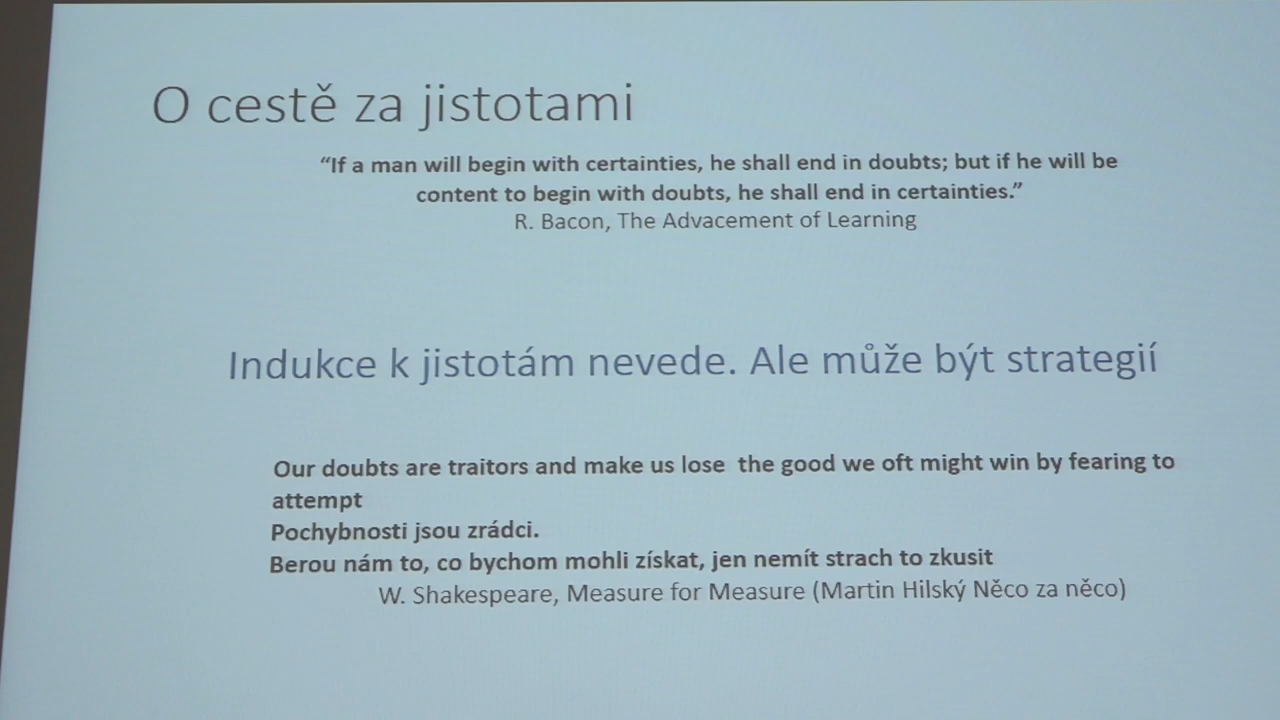 O cestě za jistotami
“If a man will begin with certainties, he shall end in doubts; but if he will be
content to begin with doubts, he shall end in certainties.”
R. Bacon, The Advacement of Learning
Indukce k jistotám nevede. Ale může být strategií
Our doubts are traitors and make us lose  the good we oft might win by fearing to
attempt
Pochybnosti jsou zrádci.
Berou nám to, co bychom mohli získat, jen nemít strach to zkusit
W. Shakespeare, Measure for Measure (Martin Hilský Něco za něco)